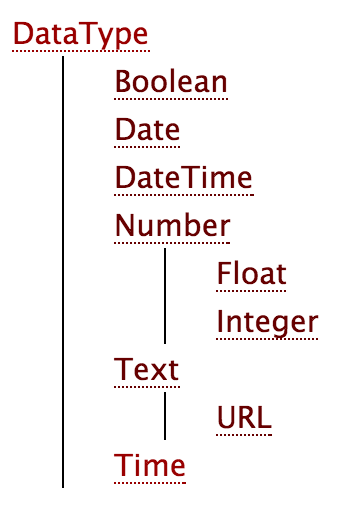 DataType
Boolean
Date
DateTime
Number
Float
Integer
Text
URL
Time